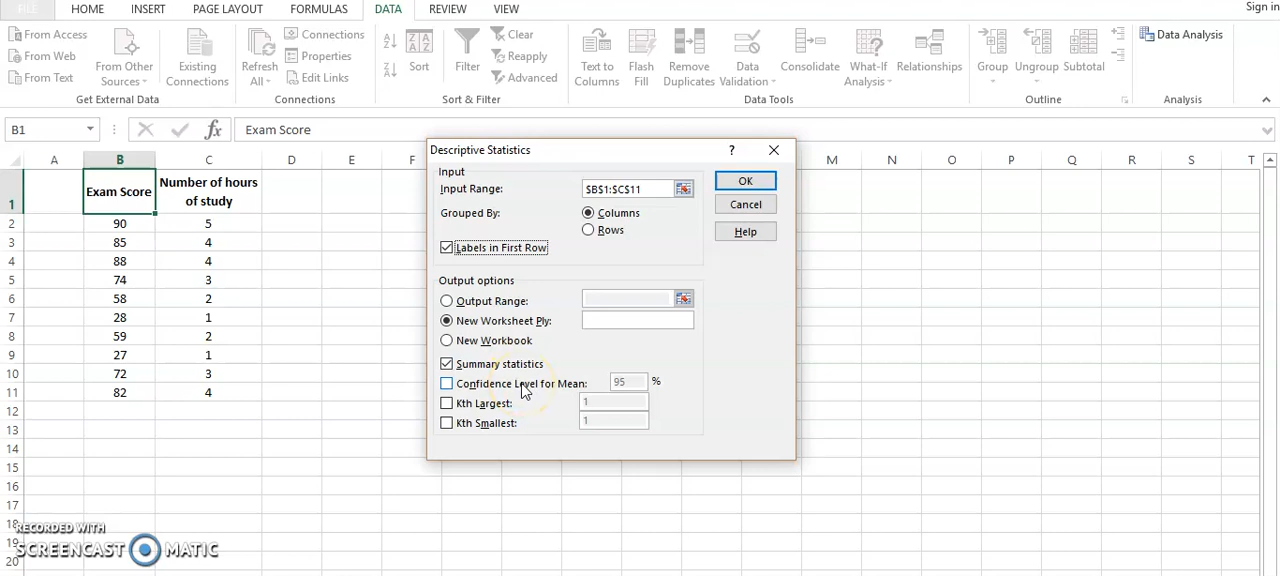 FILE HOME INSERT PAGE LAYOUT FORMULAS DATA REVIEW VIEW Sign in
From Access
From Web
From Text
From Other Sources
Existing Connections
Refresh All
Connections
Properties
Edit Links
Sort
Filter
Clear
Reapply
Advanced
Text to Columns
Flash Fill
Remove Duplicates
Data Validation
Consolidate
What-If Analysis
Relationships
Group
Ungroup
Subtotal
Data Analysis
Get External Data Connections Sort & Filter Data Tools Outline Analysis
B1 fx Exam Score
A B C D E F M N O P Q R S T
1 Exam Score Number of hours
of study
2 90 5
3 85 4
4 88 4
5 74 3
6 58 2
7 28 1
8 59 2
9 27 1
10 72 3
11 82 4
12
13
14
15
16
17
18
19
20
Descriptive Statistics ?
Input
Input Range: $B$1:$C$11
Grouped By: Columns
Rows
Labels in First Row
OK
Cancel
Help
Output options
Output Range:
New Worksheet Ply:
New Workbook
Summary statistics
Confidence Level for Mean: 95 %
Kth Largest: 1
Kth Smallest: 1
RECORDED WITH
SCREENCAST MATIC